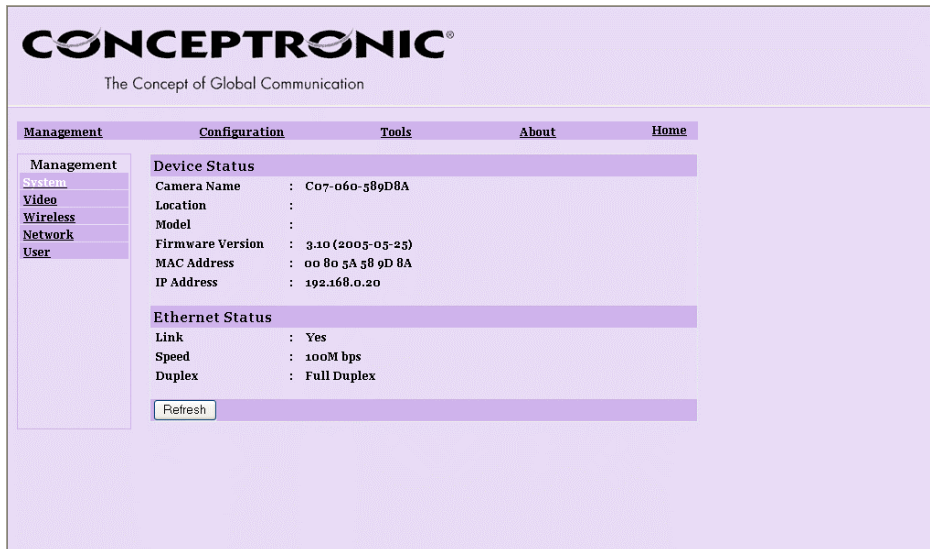 CONCEPTRONIC®
The Concept of Global Communication
Management Configuration Tools About Home
Management
System
Video
Wireless
Network
User
Device Status
Camera Name : C07-060-589D8A
Location :
Model :
Firmware Version : 3.10 (2005-05-25)
MAC Address : 00 80 5A 58 9D 8A
IP Address : 192.168.0.20
Ethernet Status
Link : Yes
Speed : 100M bps
Duplex : Full Duplex
Refresh